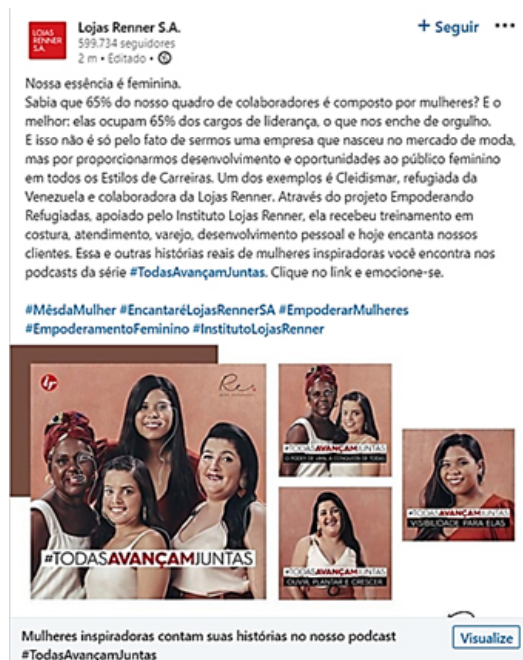 LOJAS
RENNER
S.A.
Lojas Renner S.A.
599.734 seguidores
2 m • Editado •
+ Seguir •••
Nossa essência é feminina.
Sabia que 65% do nosso quadro de colaboradores é composto por mulheres? E o
melhor: elas ocupam 65% dos cargos de liderança, o que nos enche de orgulho.
E isso não é só pelo fato de sermos uma empresa que nasceu no mercado de moda,
mas por proporcionarmos desenvolvimento e oportunidades ao público feminino
em todos os Estilos de Carreiras. Um dos exemplos é Cleidismar, refugiada da
Venezuela e colaboradora da Lojas Renner. Através do projeto Empoderando
Refugiadas, apoiado pelo Instituto Lojas Renner, ela recebeu treinamento em
costura, atendimento, varejo, desenvolvimento pessoal e hoje encanta nossos
clientes. Essa e outras histórias reais de mulheres inspiradoras você encontra nos
podcasts da série #TodasAvançamJuntas. Clique no link e emocione-se.
#MêsdaMulher #EncantaréLojasRennerSA #EmpoderarMulheres
#EmpoderamentoFeminino #InstitutoLojasRenner
Re.
#TODASAVANÇAMJUNTAS
#TODASAVANÇAMJUNTAS
O PODER DE UMA, A CONQUISTA DE TODAS
#TODASAVANÇAMJUNTAS
OUVIR, PLANTAR E CRESCER
#TODASAVANÇAMJUNTAS
VISIBILIDADE PARA ELAS
Mulheres inspiradoras contam suas histórias no nosso podcast
#TodasAvançamJuntas
Visualize